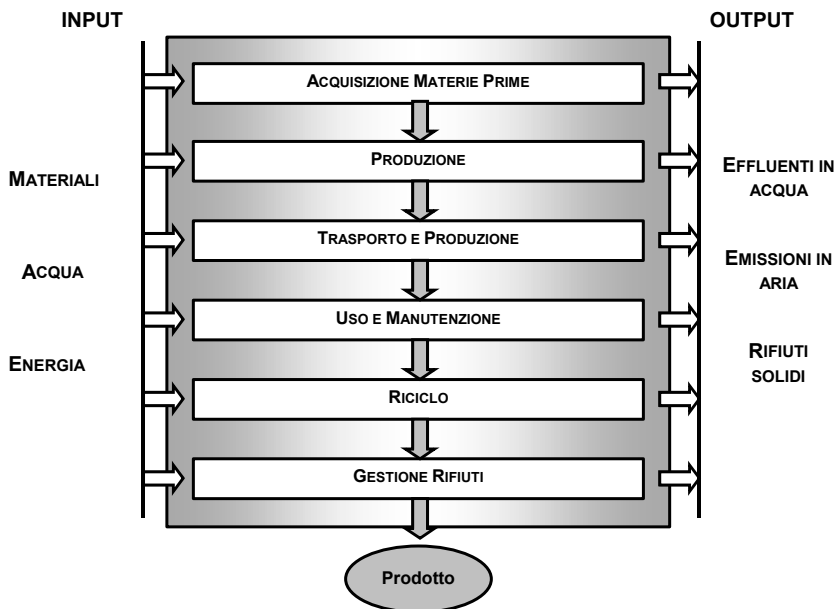 INPUT
OUTPUT
ACQUISIZIONE MATERIE PRIME
PRODUZIONE
TRASPORTO E PRODUZIONE
USO E MANUTENZIONE
RICICLO
GESTIONE RIFIUTI
MATERIALI
ACQUA
ENERGIA
EFFLUENTI IN
ACQUA
EMISSIONI IN
ARIA
RIFIUTI
SOLIDI
Prodotto